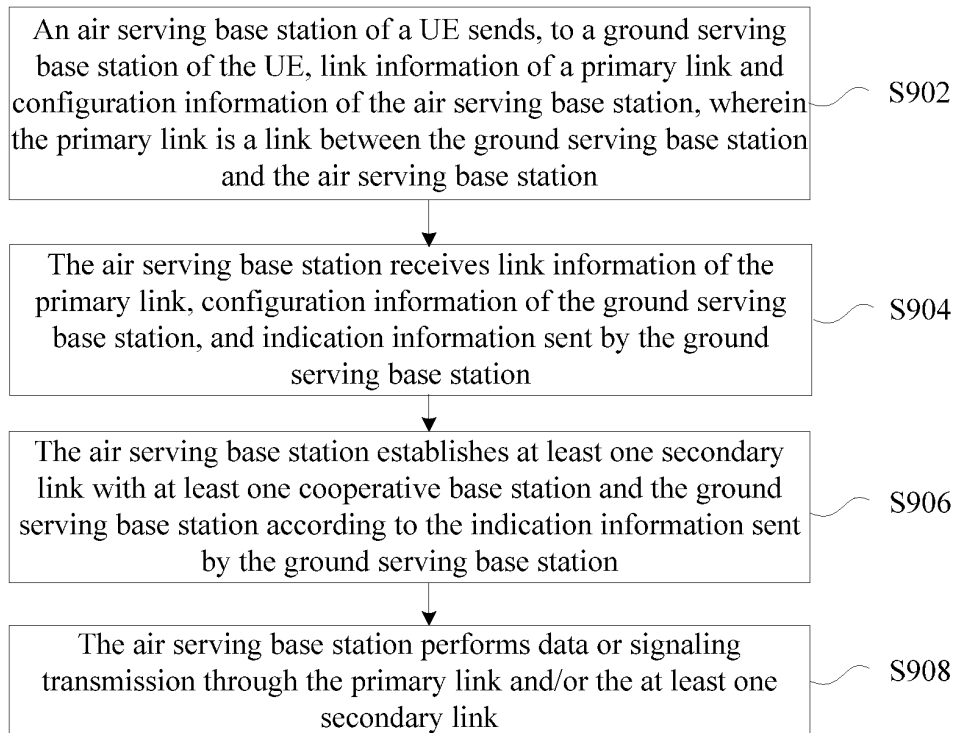 An air serving base station of a UE sends, to a ground serving
base station of the UE, link information of a primary link and
configuration information of the air serving base station, wherein
the primary link is a link between the ground serving base station
and the air serving base station
S902
The air serving base station receives link information of the
primary link, configuration information of the ground serving
base station, and indication information sent by the ground
serving base station
S904
The air serving base station establishes at least one secondary
link with at least one cooperative base station and the ground
serving base station according to the indication information sent
by the ground serving base station
S906
The air serving base station performs data or signaling
transmission through the primary link and/or the at least one
secondary link
S908